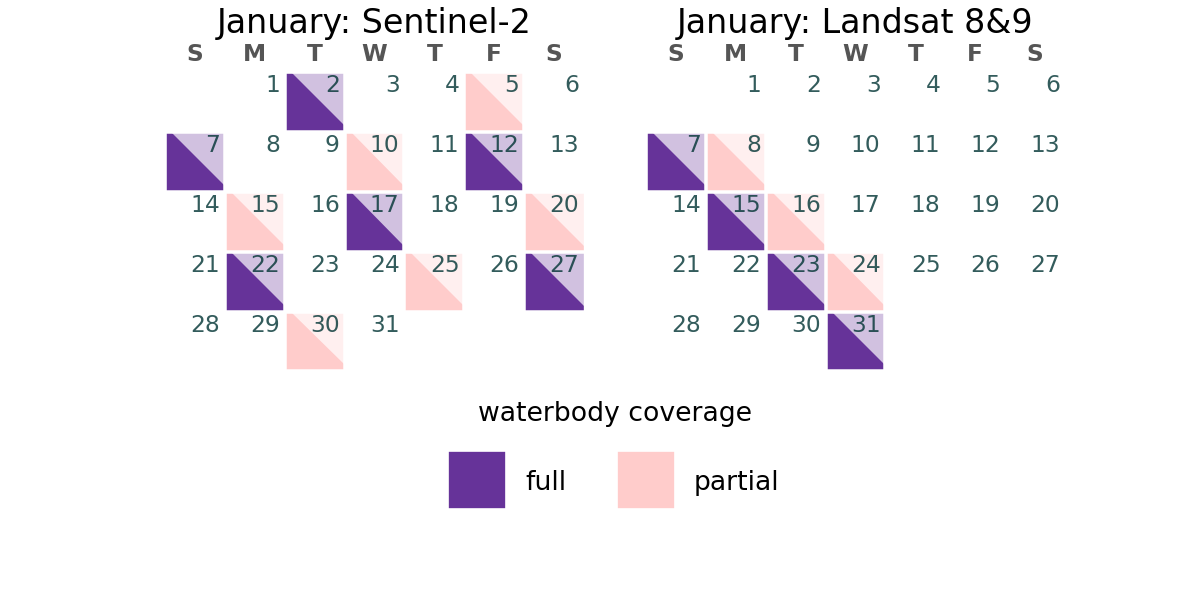 January: Sentinel-2
S M T W T F S
1 2 3 4 5 6
7 8 9 10 11 12 13
14 15 16 17 18 19 20
21 22 23 24 25 26 27
28 29 30 31
January: Landsat 8&9
S M T W T F S
1 2 3 4 5 6
7 8 9 10 11 12 13
14 15 16 17 18 19 20
21 22 23 24 25 26 27
28 29 30 31
waterbody coverage
full partial